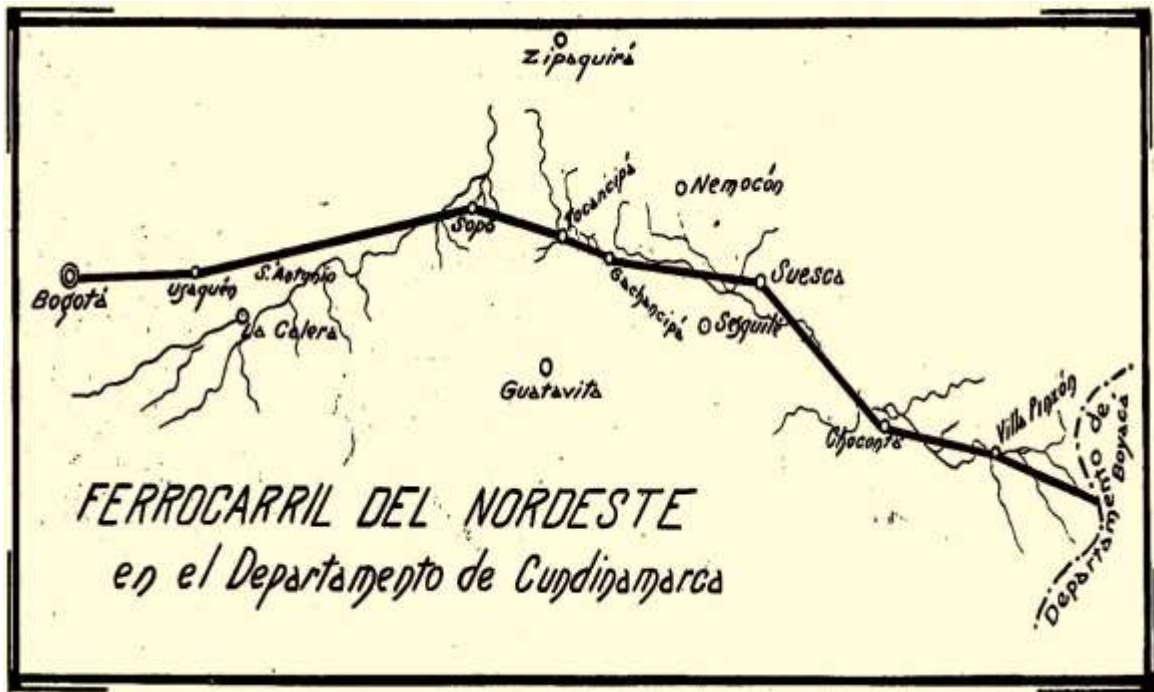 Zipaquirá
Nemocón
Tocancipá
Sopó
Gachancipá
Suesca
Sesquilé
Usaquén
S. Antonio
Bogotá
La Calera
Guatavita
Chocontá
Villa Pinzón
Departamento de
Boyaca
FERROCARRIL DEL NORDESTE
en el Departamento de Cundinamarca